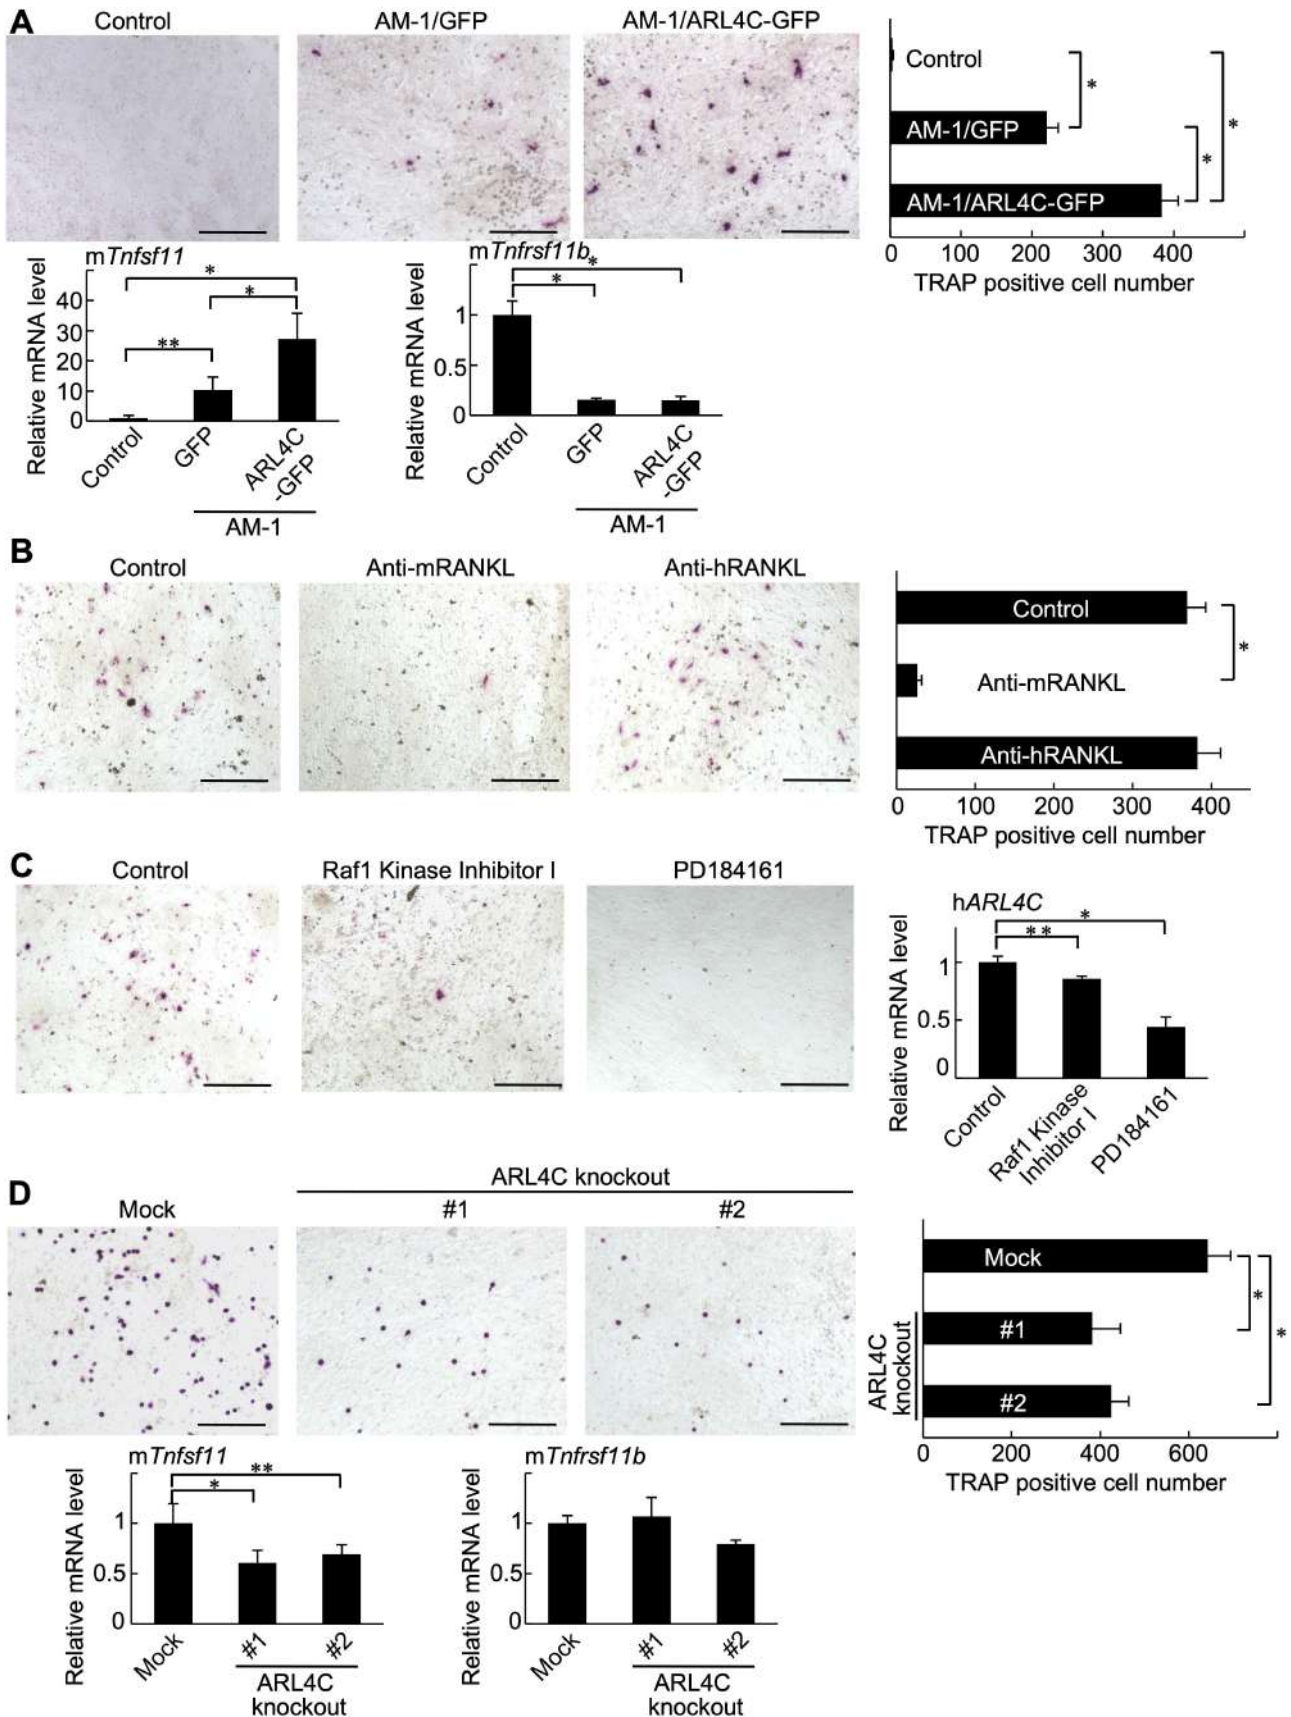 A
Control
AM-1/GFP
AM-1/ARL4C-GFP
Control
AM-1/GFP
AM-1/ARL4C-GFP
*
*
*
0 100 200 300 400
TRAP positive cell number
mTnfsf11
Relative mRNA level
40
30
20
10
0
*
*
**
Control
GFP
ARL4C
-GFP
AM-1
mTnfrsf11b
Relative mRNA level
1
0.5
0
*
*
Control
GFP
ARL4C
-GFP
AM-1
B
Control
Anti-mRANKL
Anti-hRANKL
Control
Anti-mRANKL
Anti-hRANKL
*
0 100 200 300 400
TRAP positive cell number
C
Control
Raf1 Kinase Inhibitor I
PD184161
hARL4C
Relative mRNA level
1
0.5
0
*
**
Control
Raf1 Kinase
Inhibitor I
PD184161
D
ARL4C knockout
Mock
#1
#2
Mock
#1
#2
ARL4C
knockout
*
*
0 200 400 600
TRAP positive cell number
mTnfsf11
Relative mRNA level
1
0.5
0
**
*
Mock
#1
#2
ARL4C
knockout
mTnfrsf11b
Relative mRNA level
1
0.5
0
Mock
#1
#2
ARL4C
knockout